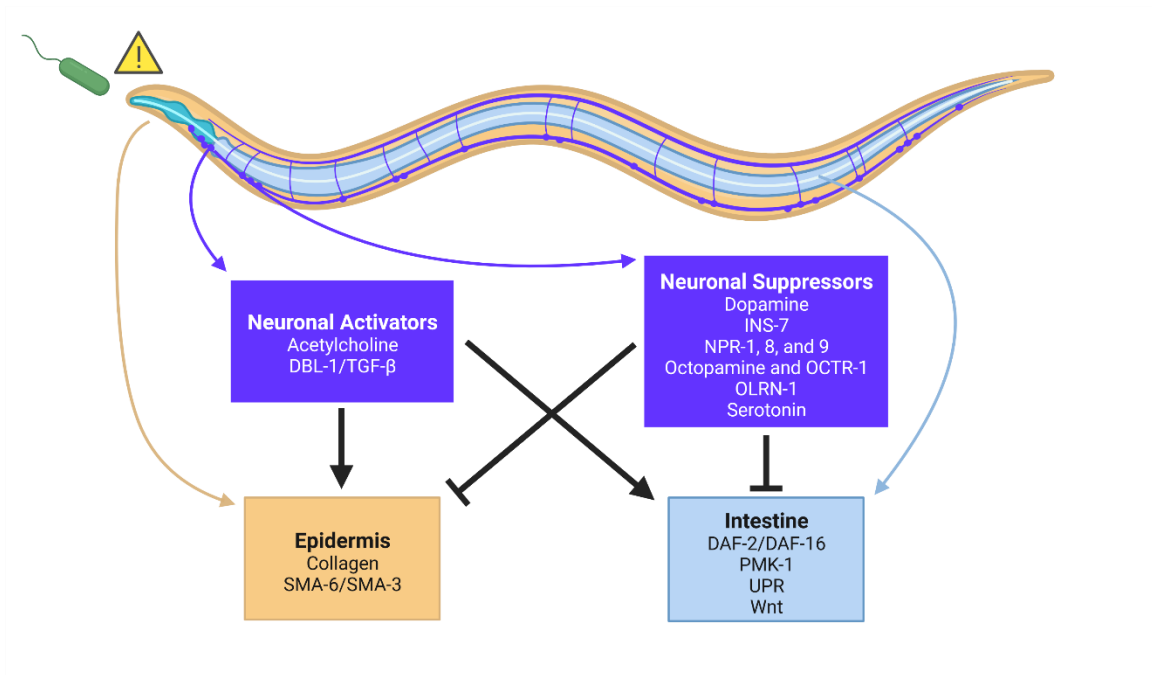 !
Neuronal Activators
Acetylcholine
DBL-1/TGF-β
Neuronal Suppressors
Dopamine
INS-7
NPR-1, 8, and 9
Octopamine and OCTR-1
OLRN-1
Serotonin
Epidermis
Collagen
SMA-6/SMA-3
Intestine
DAF-2/DAF-16
PMK-1
UPR
Wnt